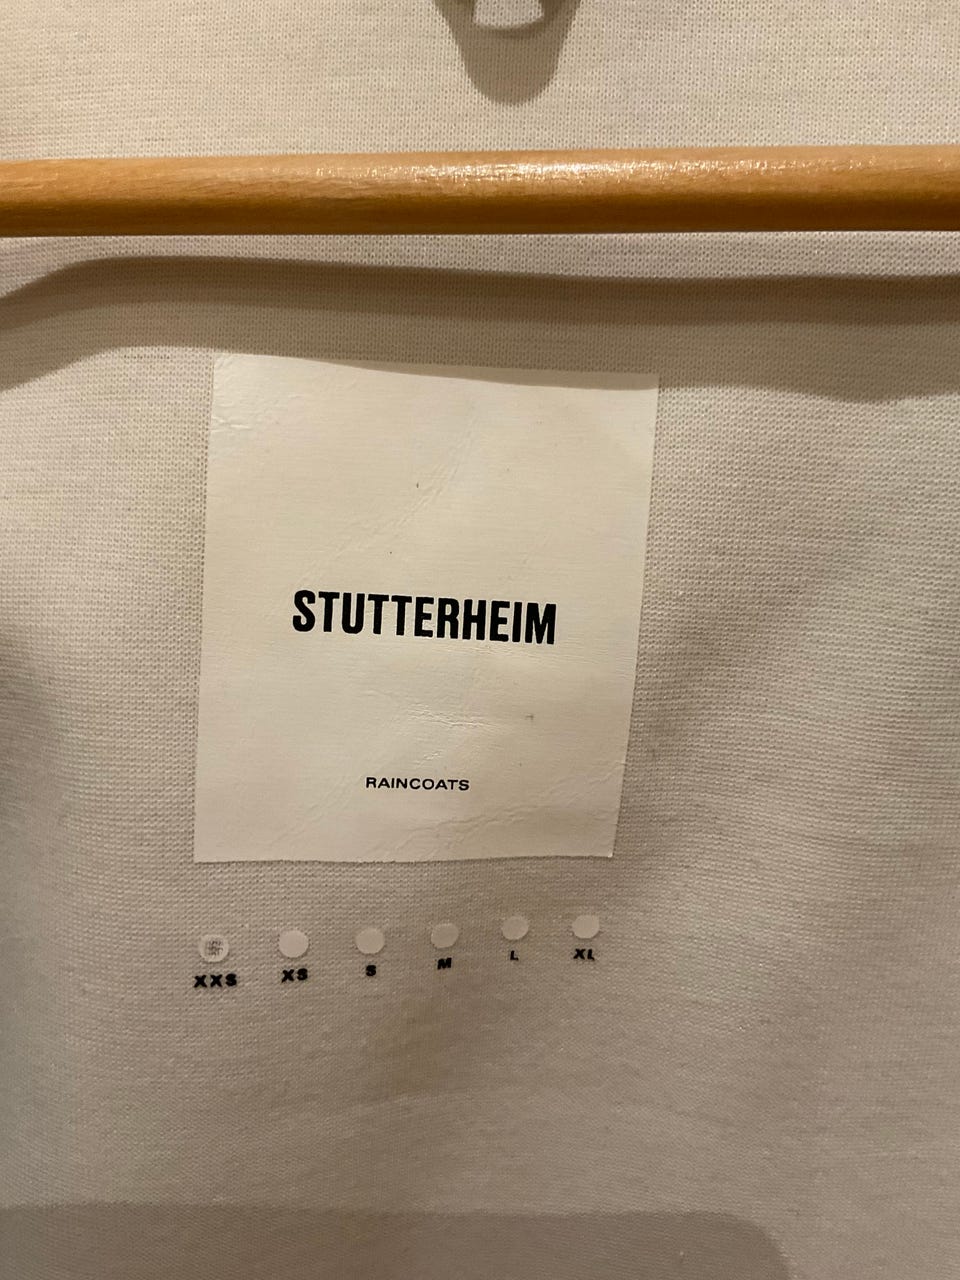 STUTTERHEIM
RAINCOATS
XXS XS S M L XL